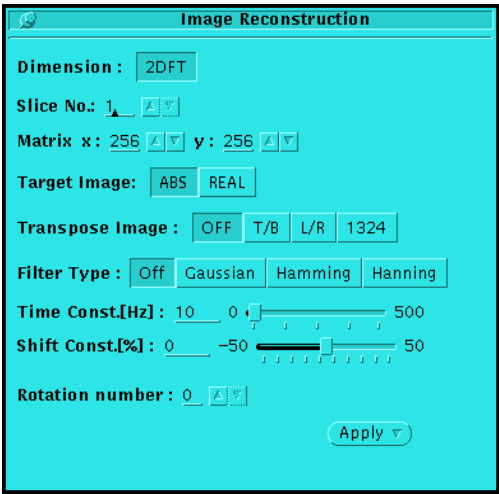 Image Reconstruction
Dimension : 2DFT
Slice No.: 1
Matrix x : 256 y : 256
Target Image: ABS REAL
Transpose Image : OFF T/B L/R 1324
Filter Type : Off Gaussian Hamming Hanning
Time Const.[Hz] : 10 0 500
Shift Const.[%] : 0 -50 50
Rotation number : 0
Apply